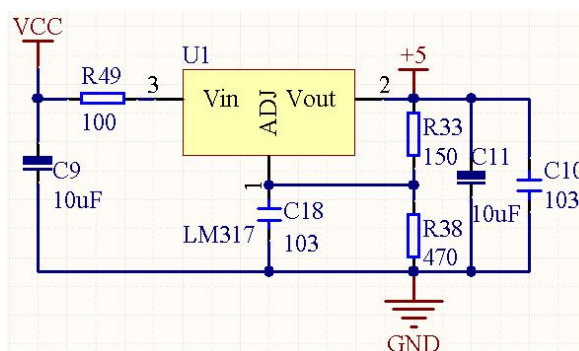 VCC
+5
U1
R49
3
Vin
ADJ
Vout
2
100
R33
150
C9
10uF
1
C18
103
LM317
R38
470
C11
10uF
C10
103
GND